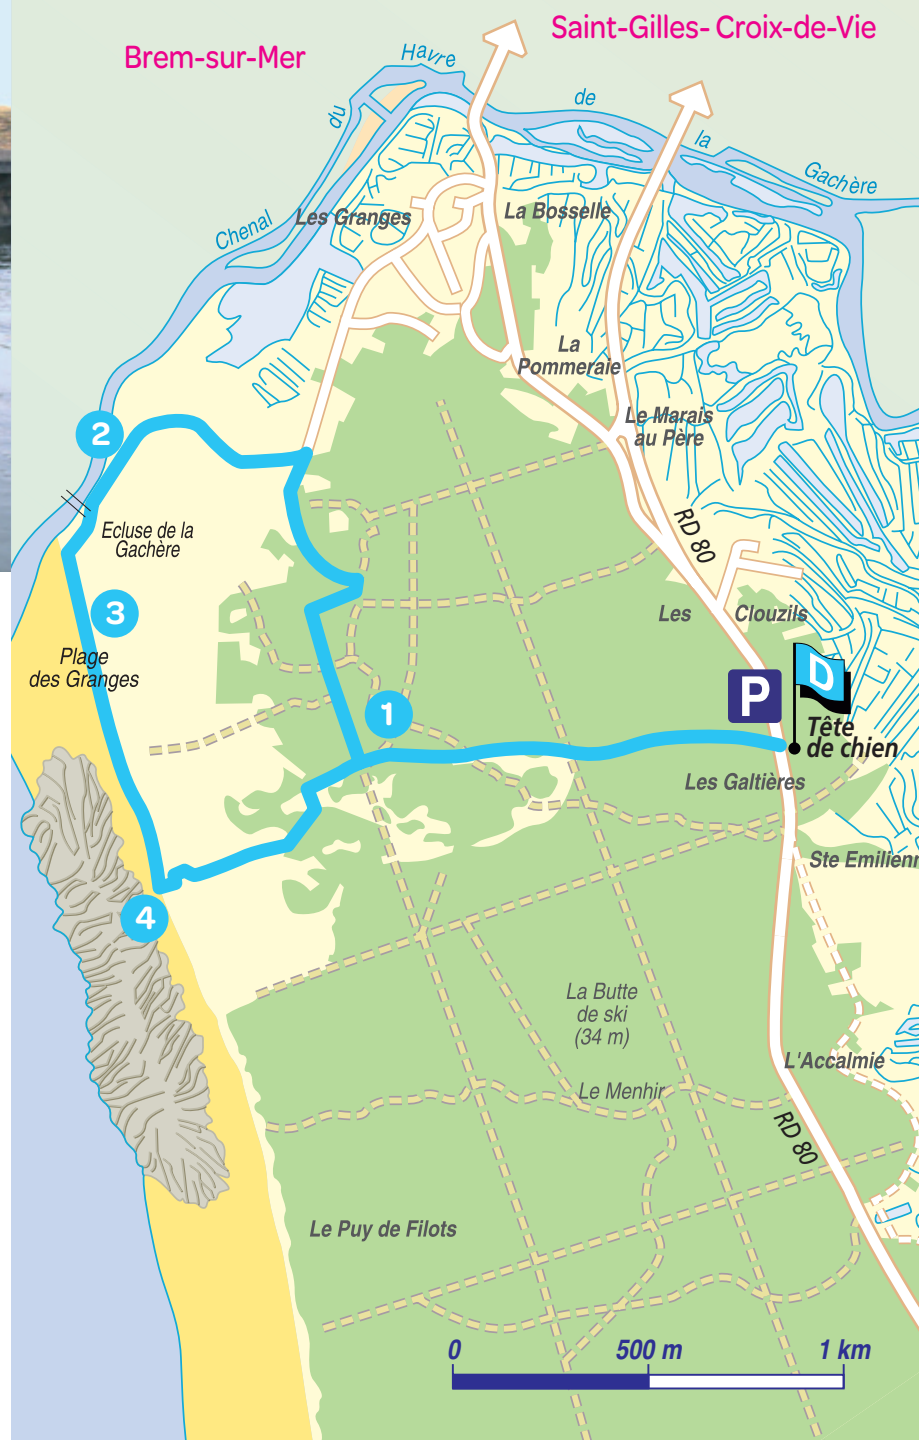 Saint-Gilles- Croix-de-Vie
Brem-sur-Mer
Havre
de
du
la
Gachère
Chenal
Les Granges
La Bosselle
La
Pommeraie
Le Marais
au Père
2
RD 80
Ecluse de la
Gachère
3
Les Clouzils
Plage
des Granges
D
P
1
Tête
de chien
Les Galtières
Ste Emilienn
4
La Butte
de ski
(34 m)
L'Accalmie
Le Menhir
RD 80
Le Puy de Filots
0 500 m 1 km